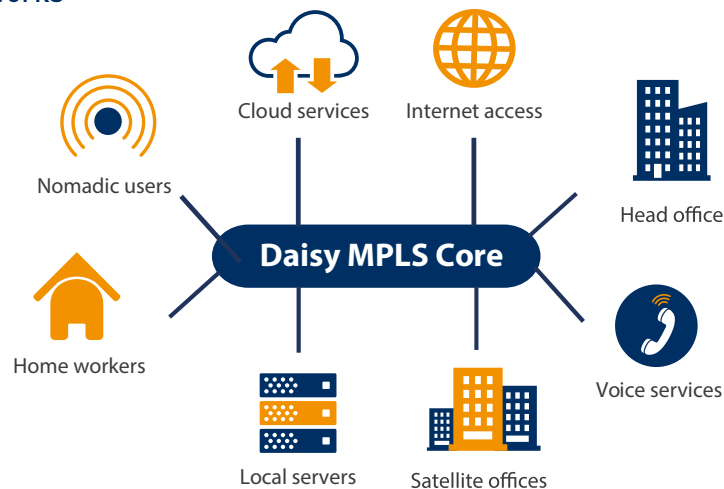 Cloud services
Internet access
Nomadic users
Head office
Daisy MPLS Core
Home workers
Voice services
Local servers
Satellite offices